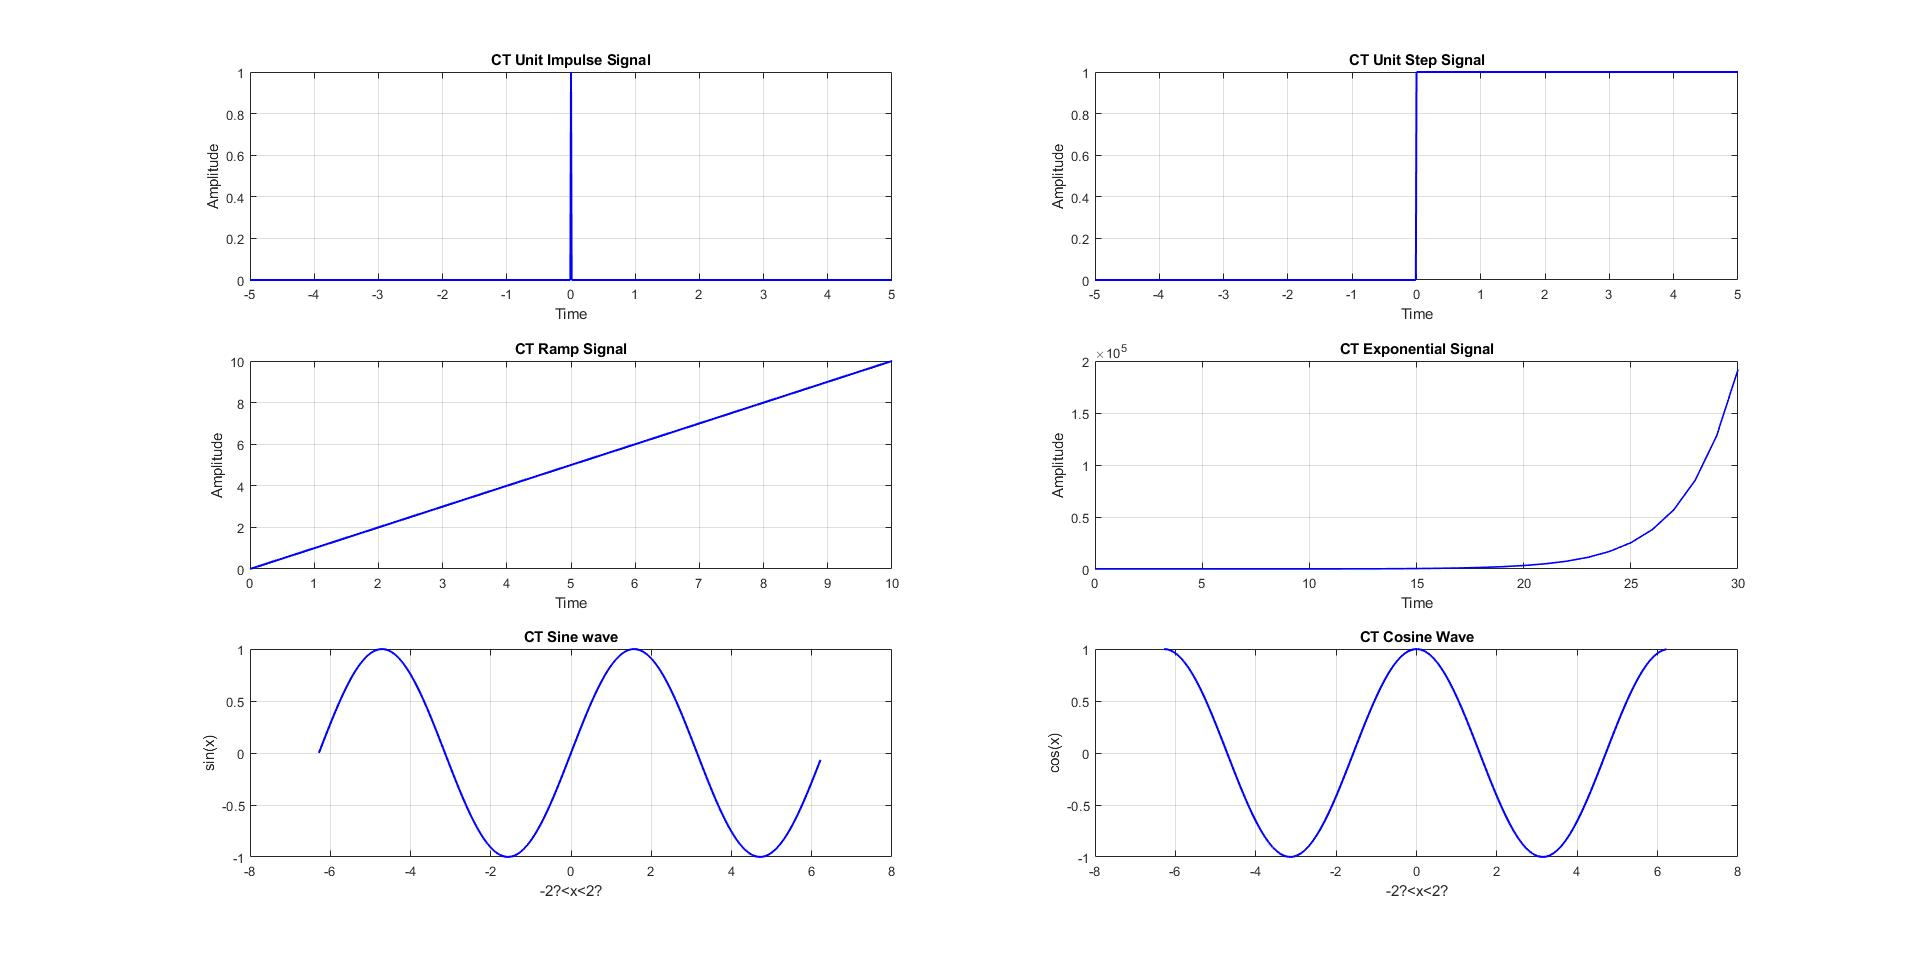 CT Unit Impulse Signal
1
0.8
0.6
0.4
0.2
0
Amplitude
-5 -4 -3 -2 -1 0 1 2 3 4 5
Time
CT Unit Step Signal
1
0.8
0.6
0.4
0.2
0
Amplitude
-5 -4 -3 -2 -1 0 1 2 3 4 5
Time
CT Ramp Signal
10
8
6
4
2
0
Amplitude
0 1 2 3 4 5 6 7 8 9 10
Time
CT Exponential Signal
×10⁵
2
1.5
1
0.5
0
Amplitude
0 5 10 15 20 25 30
Time
CT Sine wave
1
0.5
0
-0.5
-1
sin(x)
-8 -6 -4 -2 0 2 4 6 8
-2?<x<2?
CT Cosine Wave
1
0.5
0
-0.5
-1
cos(x)
-8 -6 -4 -2 0 2 4 6 8
-2?<x<2?